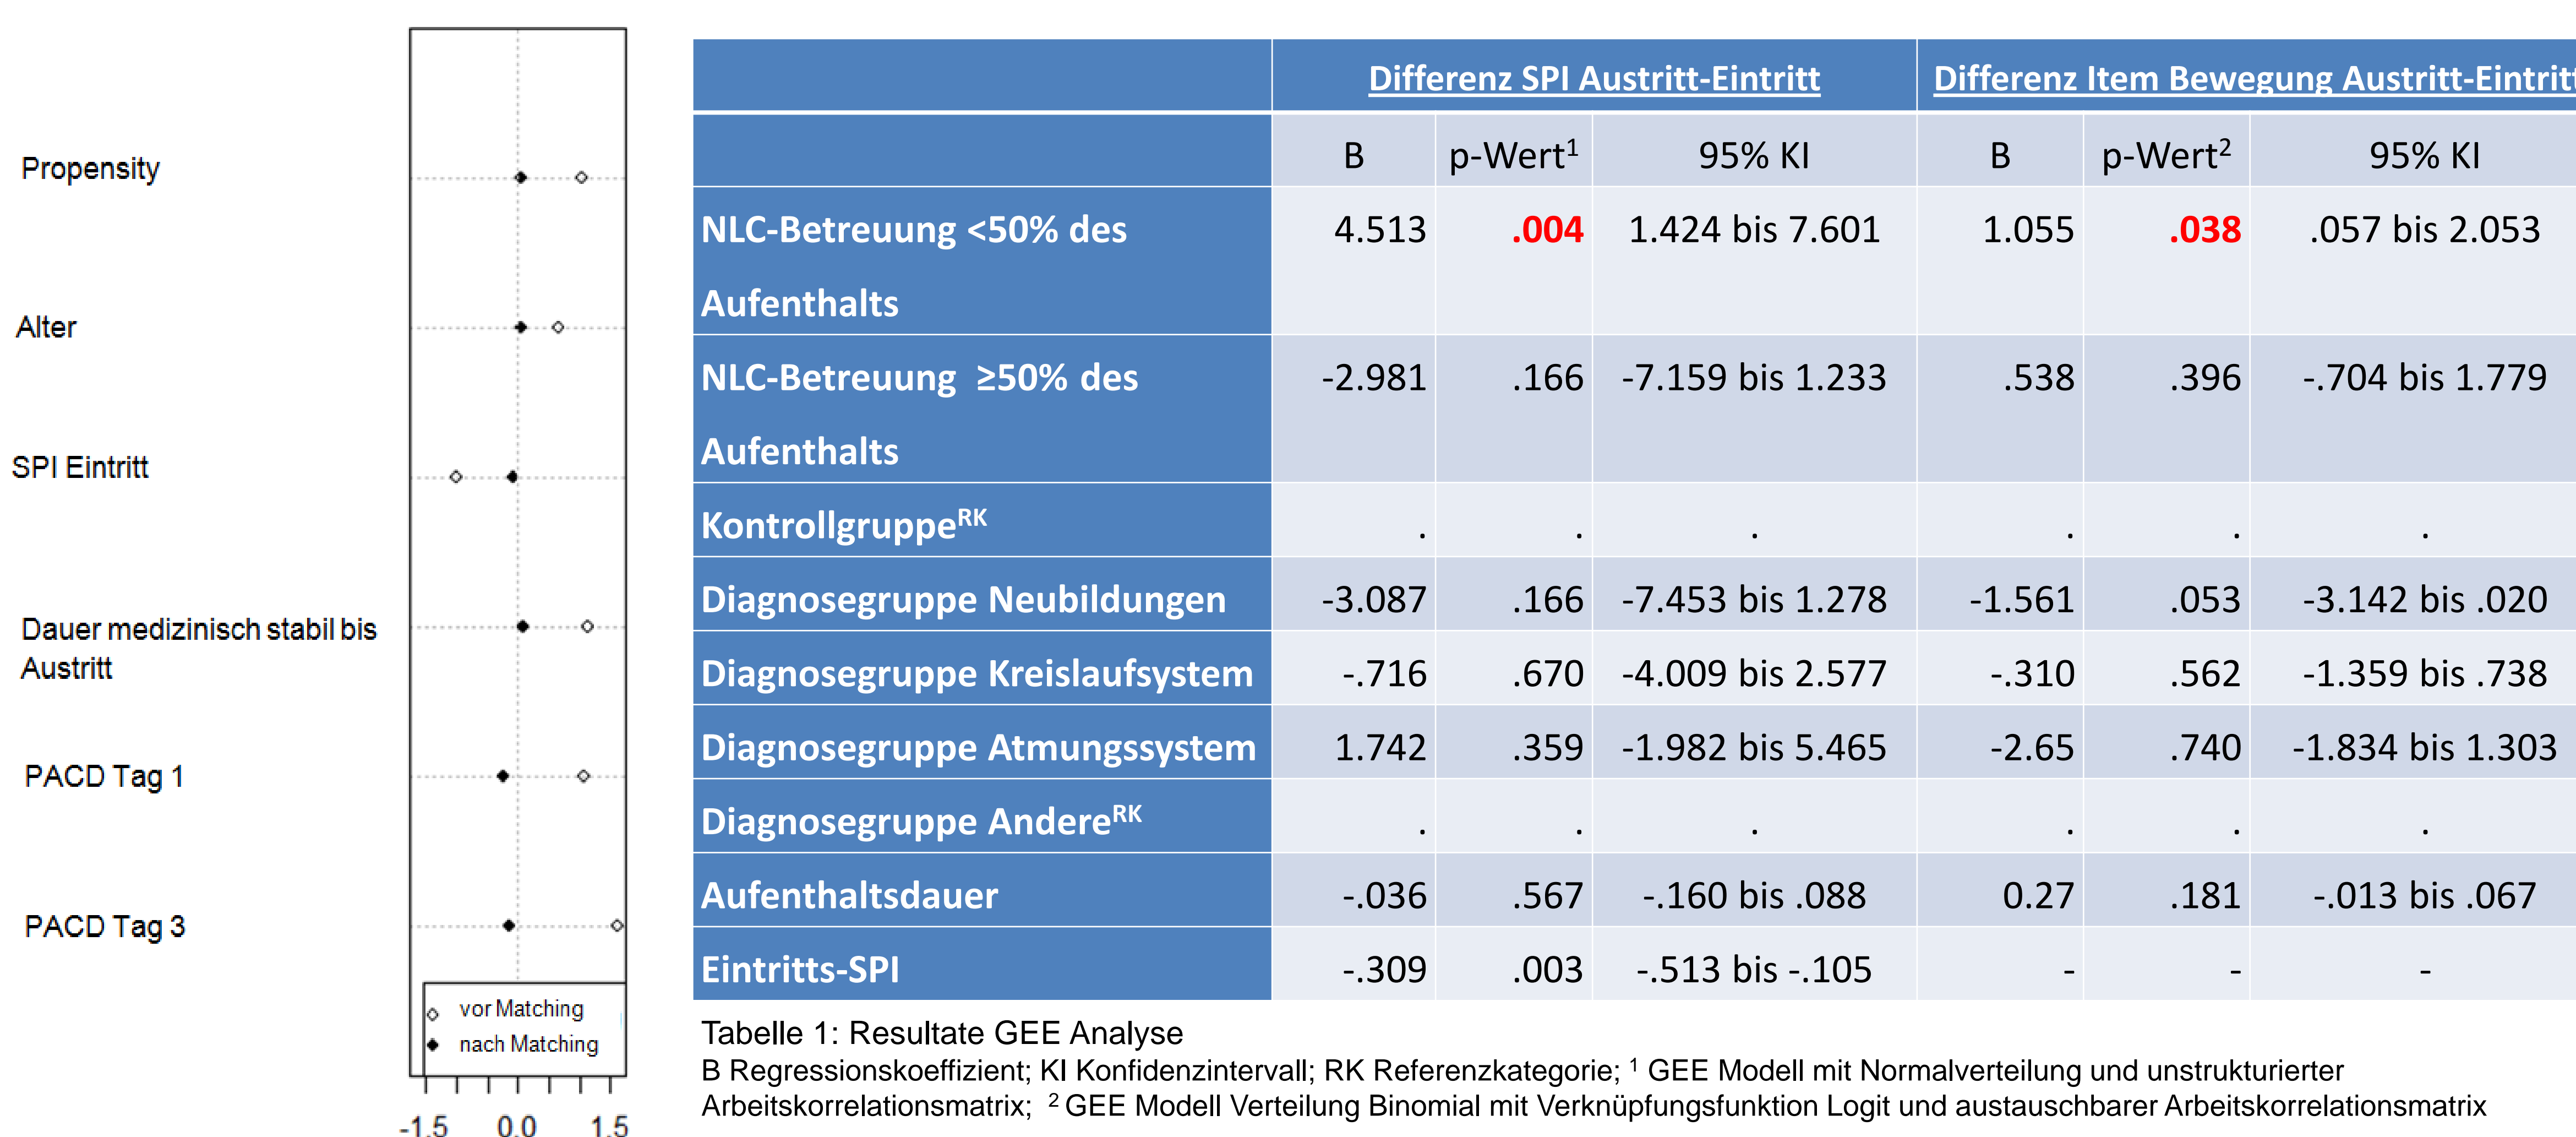 Propensity
Alter
SPI Eintritt
Dauer medizinisch stabil bis
Austritt
PACD Tag 1
PACD Tag 3
vor Matching
nach Matching
-1.5 0.0 1.5
Differenz SPI Austritt-Eintritt Differenz Item Bewegung Austritt-Eintritt
B p-Wert¹ 95% KI B p-Wert² 95% KI
NLC-Betreuung <50% des 4.513 .004 1.424 bis 7.601 1.055 .038 .057 bis 2.053
Aufenthalts
NLC-Betreuung ≥50% des -2.981 .166 -7.159 bis 1.233 .538 .396 -.704 bis 1.779
Aufenthalts
Kontrollgruppe^RK . . . . . .
Diagnosegruppe Neubildungen -3.087 .166 -7.453 bis 1.278 -1.561 .053 -3.142 bis .020
Diagnosegruppe Kreislaufsystem -.716 .670 -4.009 bis 2.577 -.310 .562 -1.359 bis .738
Diagnosegruppe Atmungssystem 1.742 .359 -1.982 bis 5.465 -2.65 .740 -1.834 bis 1.303
Diagnosegruppe Andere^RK . . . . . .
Aufenthaltsdauer -.036 .567 -.160 bis .088 0.27 .181 -.013 bis .067
Eintritts-SPI -.309 .003 -.513 bis -.105 - - -
Tabelle 1: Resultate GEE Analyse
B Regressionskoeffizient; KI Konfidenzintervall; RK Referenzkategorie; ¹ GEE Modell mit Normalverteilung und unstrukturierter
Arbeitskorrelationsmatrix; ² GEE Modell Verteilung Binomial mit Verknüpfungsfunktion Logit und austauschbarer Arbeitskorrelationsmatrix